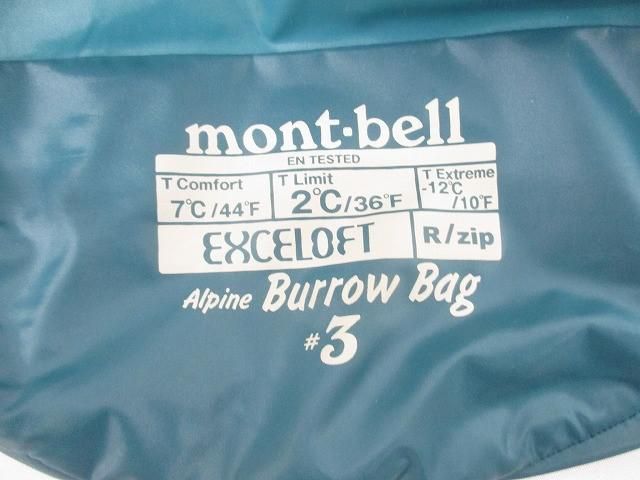 mont-bell
EN TESTED
T Comfort
7℃/44°F
T Limit
2℃/36°F
T Extreme
-12℃
/10°F
EXCELOFT
R/zip
Alpine Burrow Bag
#3